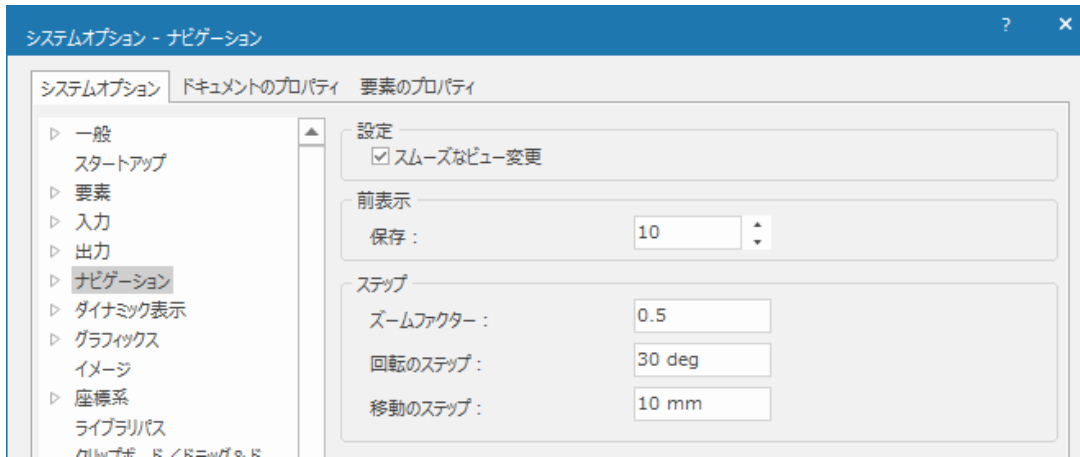 システムオプション - ナビゲーション
? ×
システムオプション ドキュメントのプロパティ 要素のプロパティ
一般
スタートアップ
要素
入力
出力
ナビゲーション
ダイナミック表示
グラフィックス
イメージ
座標系
ライブラリパス
設定
スムーズなビュー変更
前表示
保存 : 10
ステップ
ズームファクター : 0.5
回転のステップ : 30 deg
移動のステップ : 10 mm